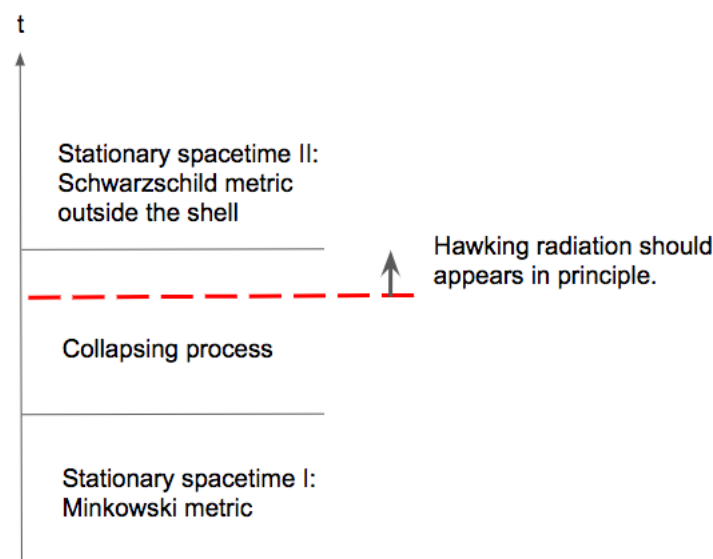 t
Stationary spacetime II:
Schwarzschild metric
outside the shell
Hawking radiation should
appears in principle.
Collapsing process
Stationary spacetime I:
Minkowski metric